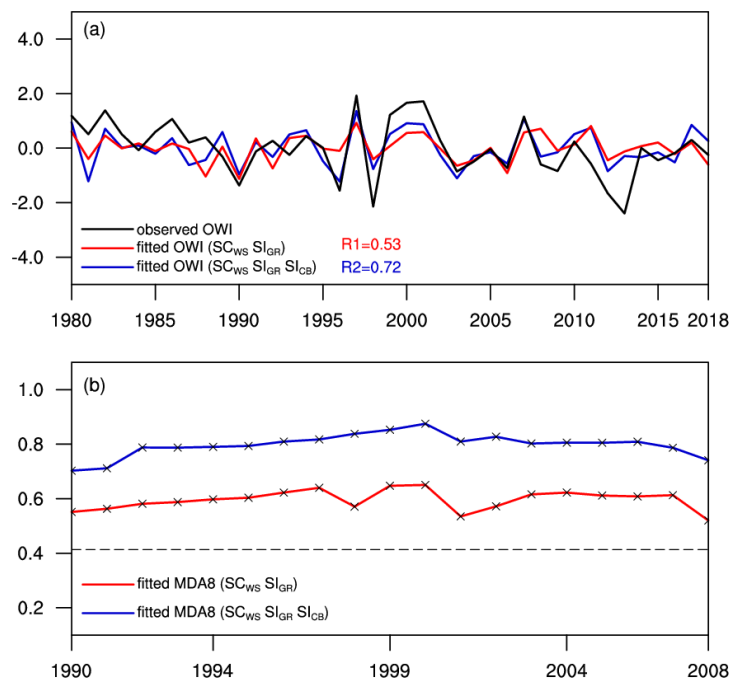 (a)
4.0
2.0
0.0
-2.0
-4.0
observed OWI
fitted OWI (SCWS SIGR) R1=0.53
fitted OWI (SCWS SIGR SICB) R2=0.72
1980 1985 1990 1995 2000 2005 2010 2015 2018
(b)
1.0
0.8
0.6
0.4
0.2
fitted MDA8 (SCWS SIGR)
fitted MDA8 (SCWS SIGR SICB)
1990 1994 1999 2004 2008